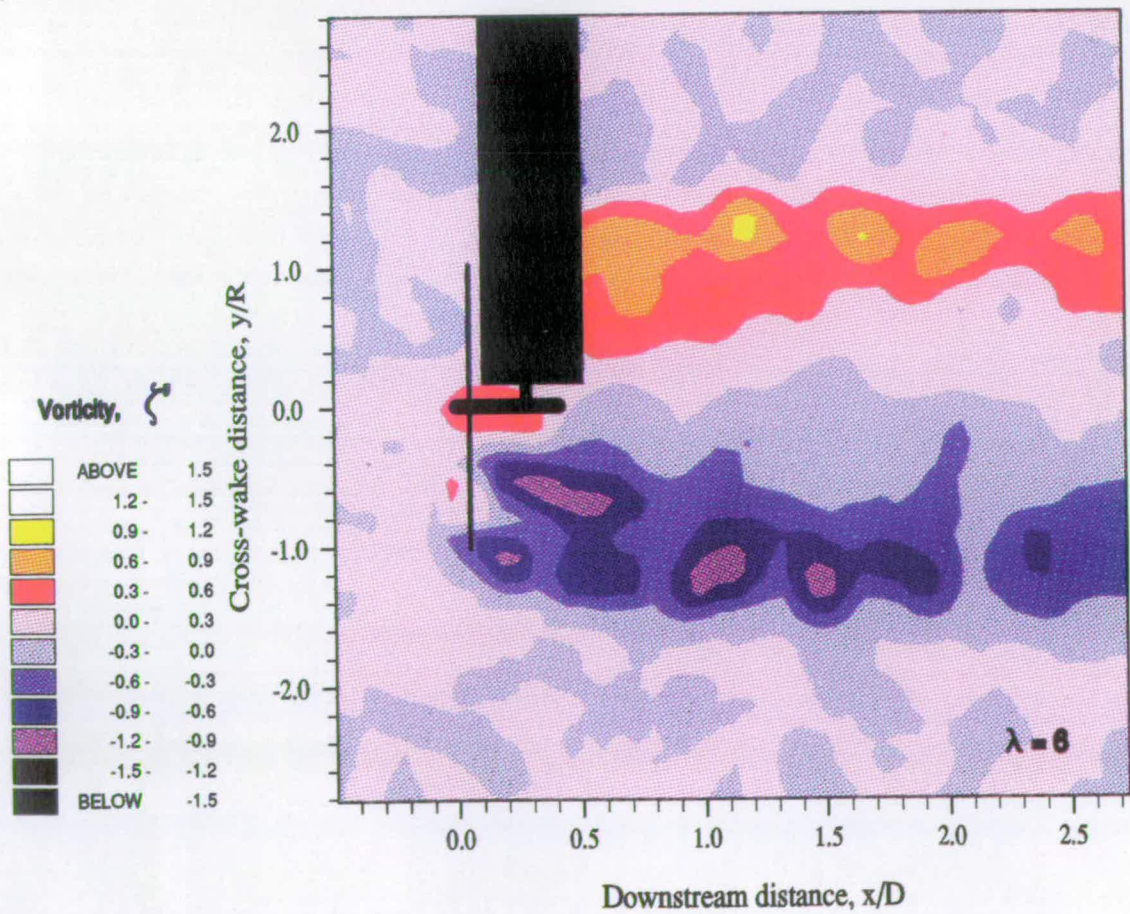 2.0
1.0
0.0
-1.0
-2.0
Cross-wake distance, y/R
Vorticity, ζ
ABOVE 1.5
1.2 - 1.5
0.9 - 1.2
0.6 - 0.9
0.3 - 0.6
0.0 - 0.3
-0.3 - 0.0
-0.6 - -0.3
-0.9 - -0.6
-1.2 - -0.9
-1.5 - -1.2
BELOW -1.5
λ = 6
0.0 0.5 1.0 1.5 2.0 2.5
Downstream distance, x/D